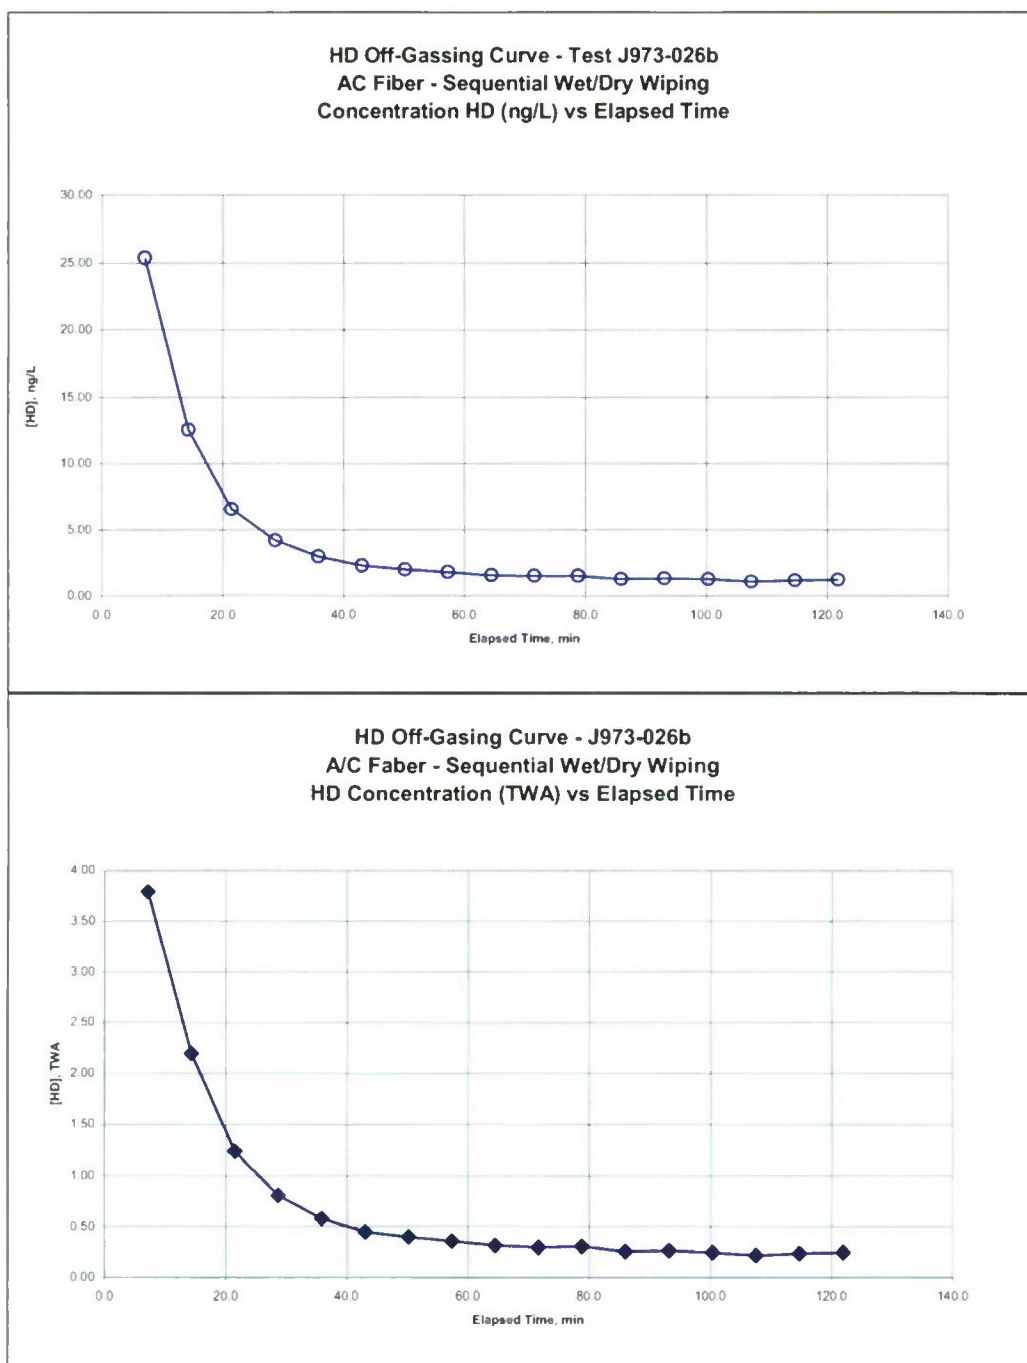 HD Off-Gassing Curve - Test J973-026b
AC Fiber - Sequential Wet/Dry Wiping
Concentration HD (ng/L) vs Elapsed Time
30.00
25.00
20.00
15.00
10.00
5.00
0.00
[HD], ng/L
0.0 20.0 40.0 60.0 80.0 100.0 120.0 140.0
Elapsed Time, min
HD Off-Gasing Curve - J973-026b
A/C Faber - Sequential Wet/Dry Wiping
HD Concentration (TWA) vs Elapsed Time
4.00
3.50
3.00
2.50
2.00
1.50
1.00
0.50
0.00
[HD], TWA
0.0 20.0 40.0 60.0 80.0 100.0 120.0 140.0
Elapsed Time, min